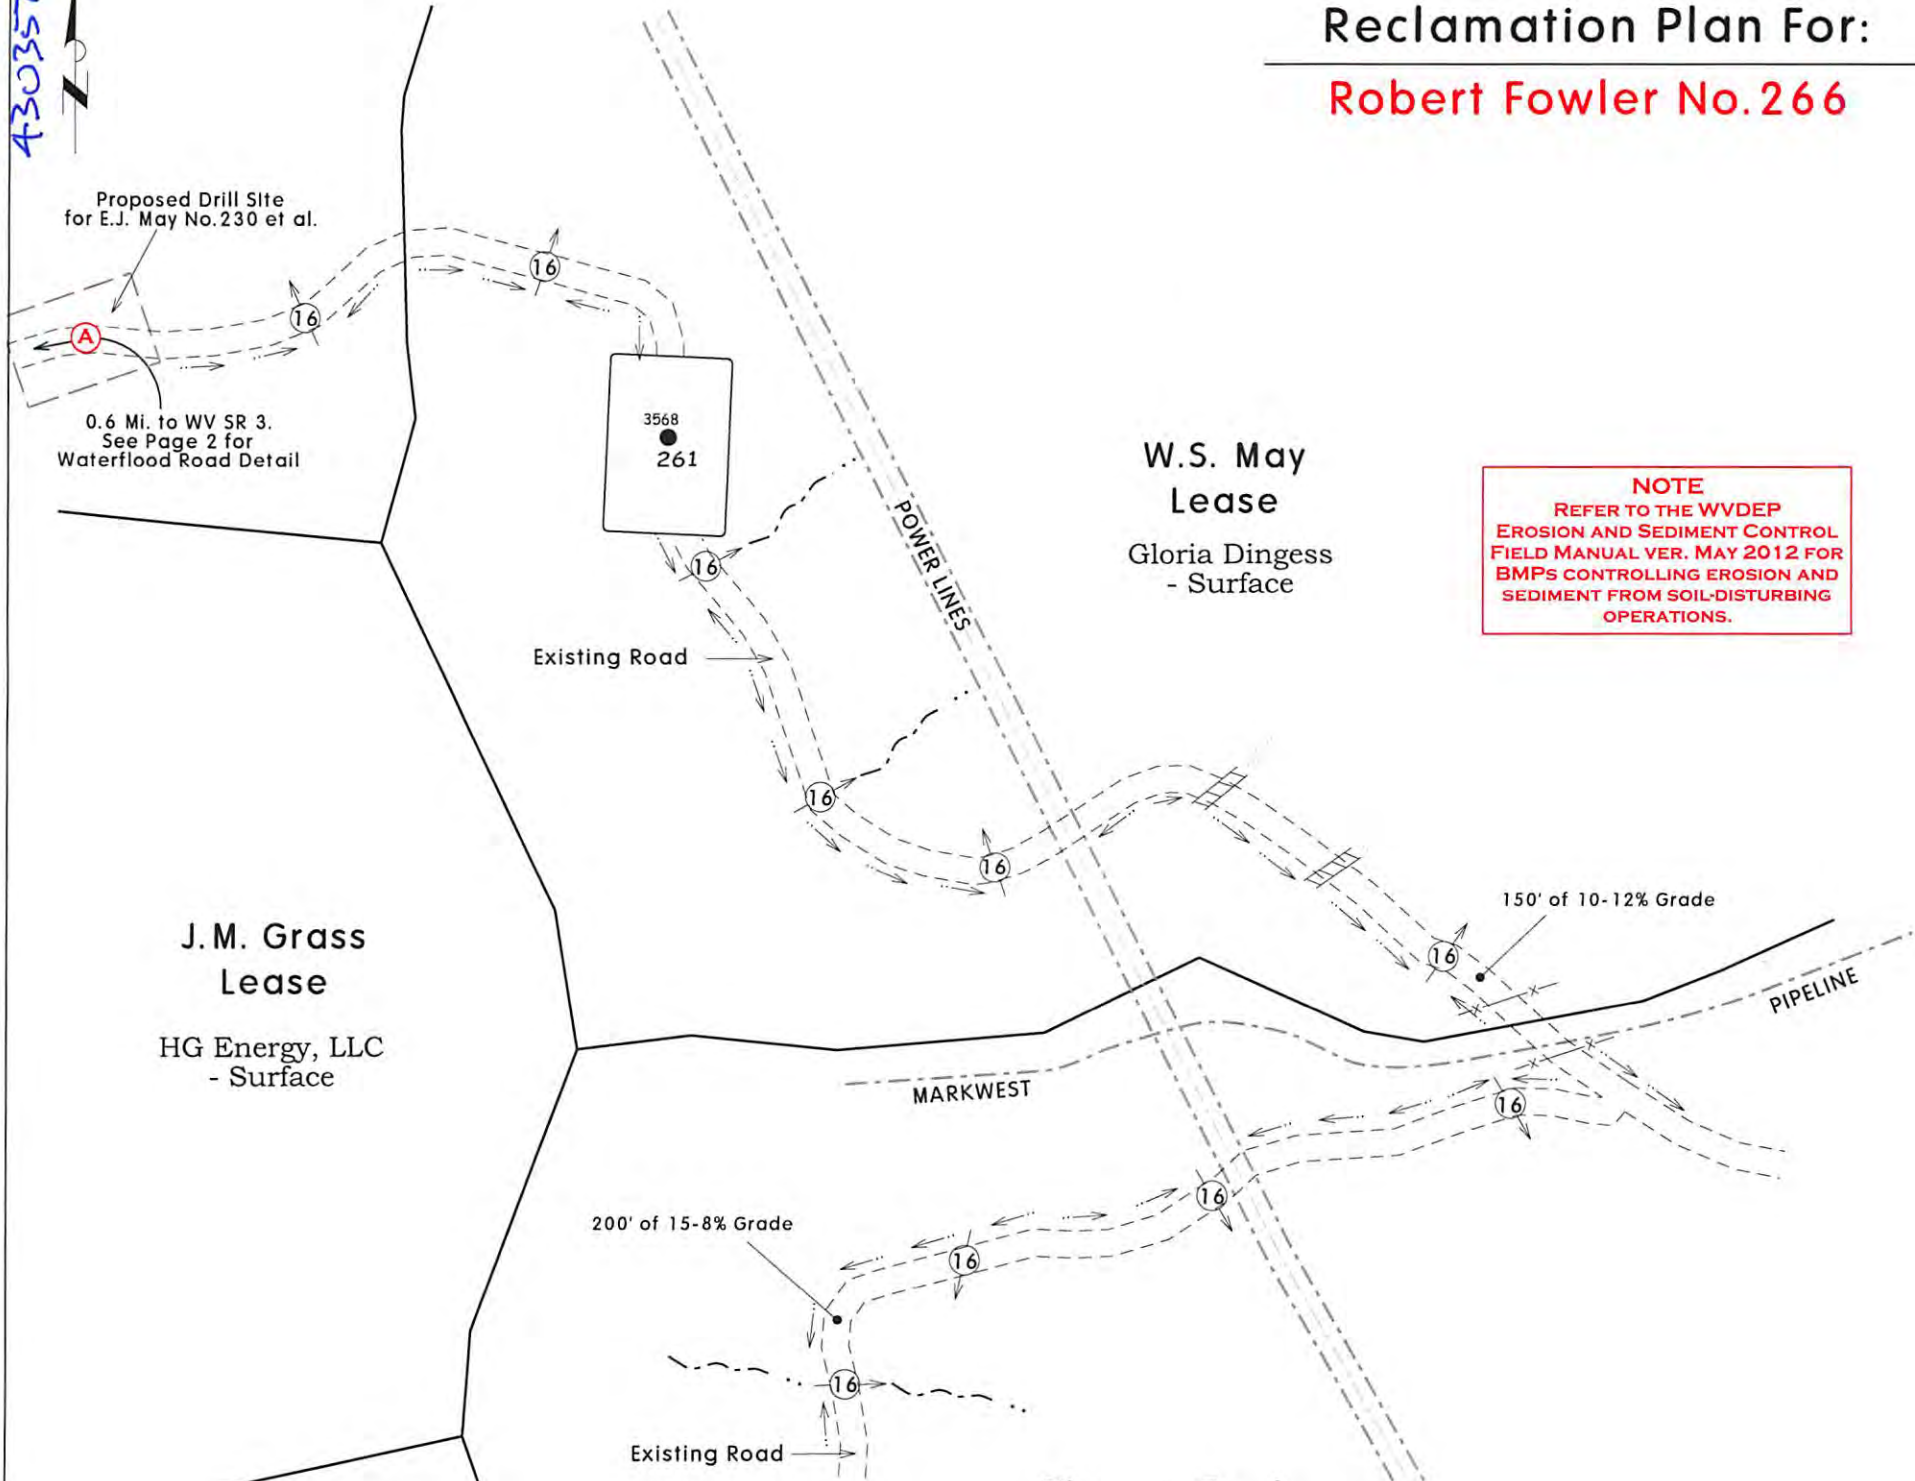 Reclamation Plan For:
Robert Fowler No. 266
N
Proposed Drill Site
for E.J. May No. 230 et al.
16
16
A
0.6 Mi. to WV SR 3.
See Page 2 for
Waterflood Road Detail
3568
261
W.S. May
Lease
Gloria Dingess
- Surface
NOTE
REFER TO THE WVDEP
EROSION AND SEDIMENT CONTROL
FIELD MANUAL VER. MAY 2012 FOR
BMPS CONTROLLING EROSION AND
SEDIMENT FROM SOIL-DISTURBING
OPERATIONS.
POWER LINES
16
Existing Road
16
16
150' of 10-12% Grade
16
J.M. Grass
Lease
HG Energy, LLC
- Surface
PIPELINE
MARKWEST
16
16
200' of 15-8% Grade
16
16
Existing Road